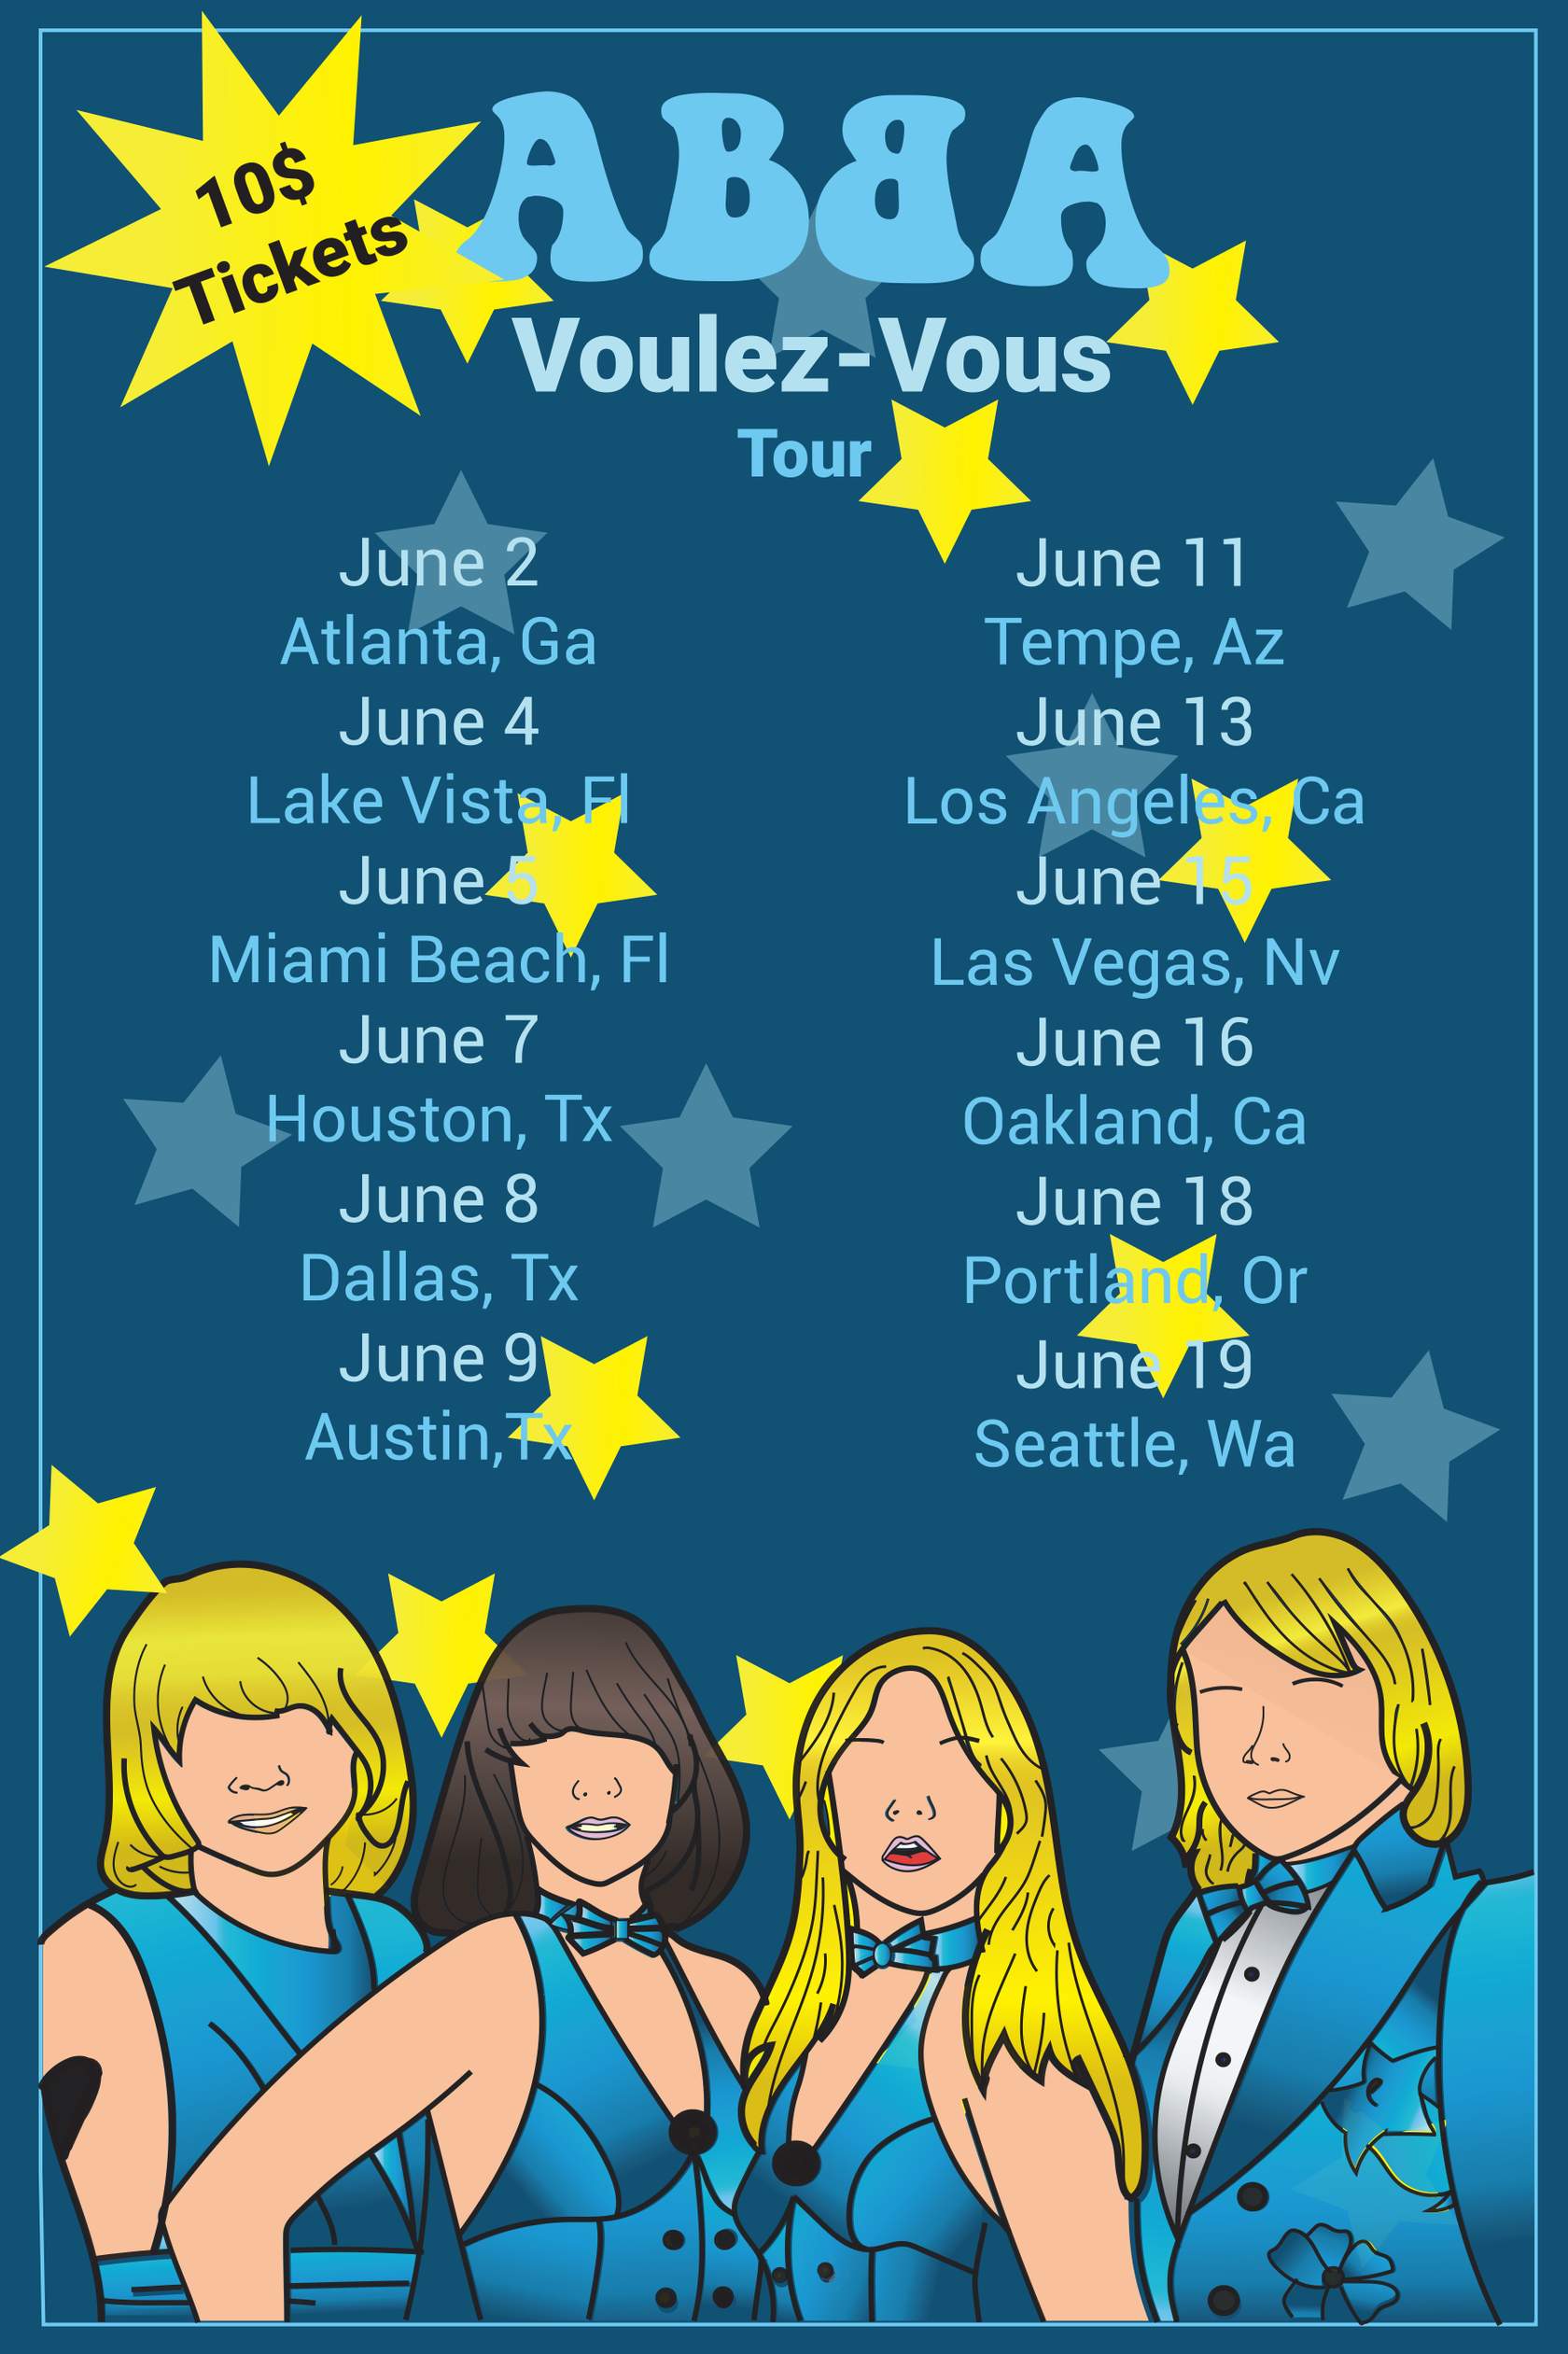 10$
Tickets
ABBA
Voulez-Vous
Tour
June 2
Atlanta, Ga
June 4
Lake Vista, Fl
June 5
Miami Beach, Fl
June 7
Houston, Tx
June 8
Dallas, Tx
June 9
Austin,Tx
June 11
Tempe, Az
June 13
Los Angeles, Ca
June 15
Las Vegas, Nv
June 16
Oakland, Ca
June 18
Portland, Or
June 19
Seattle, Wa